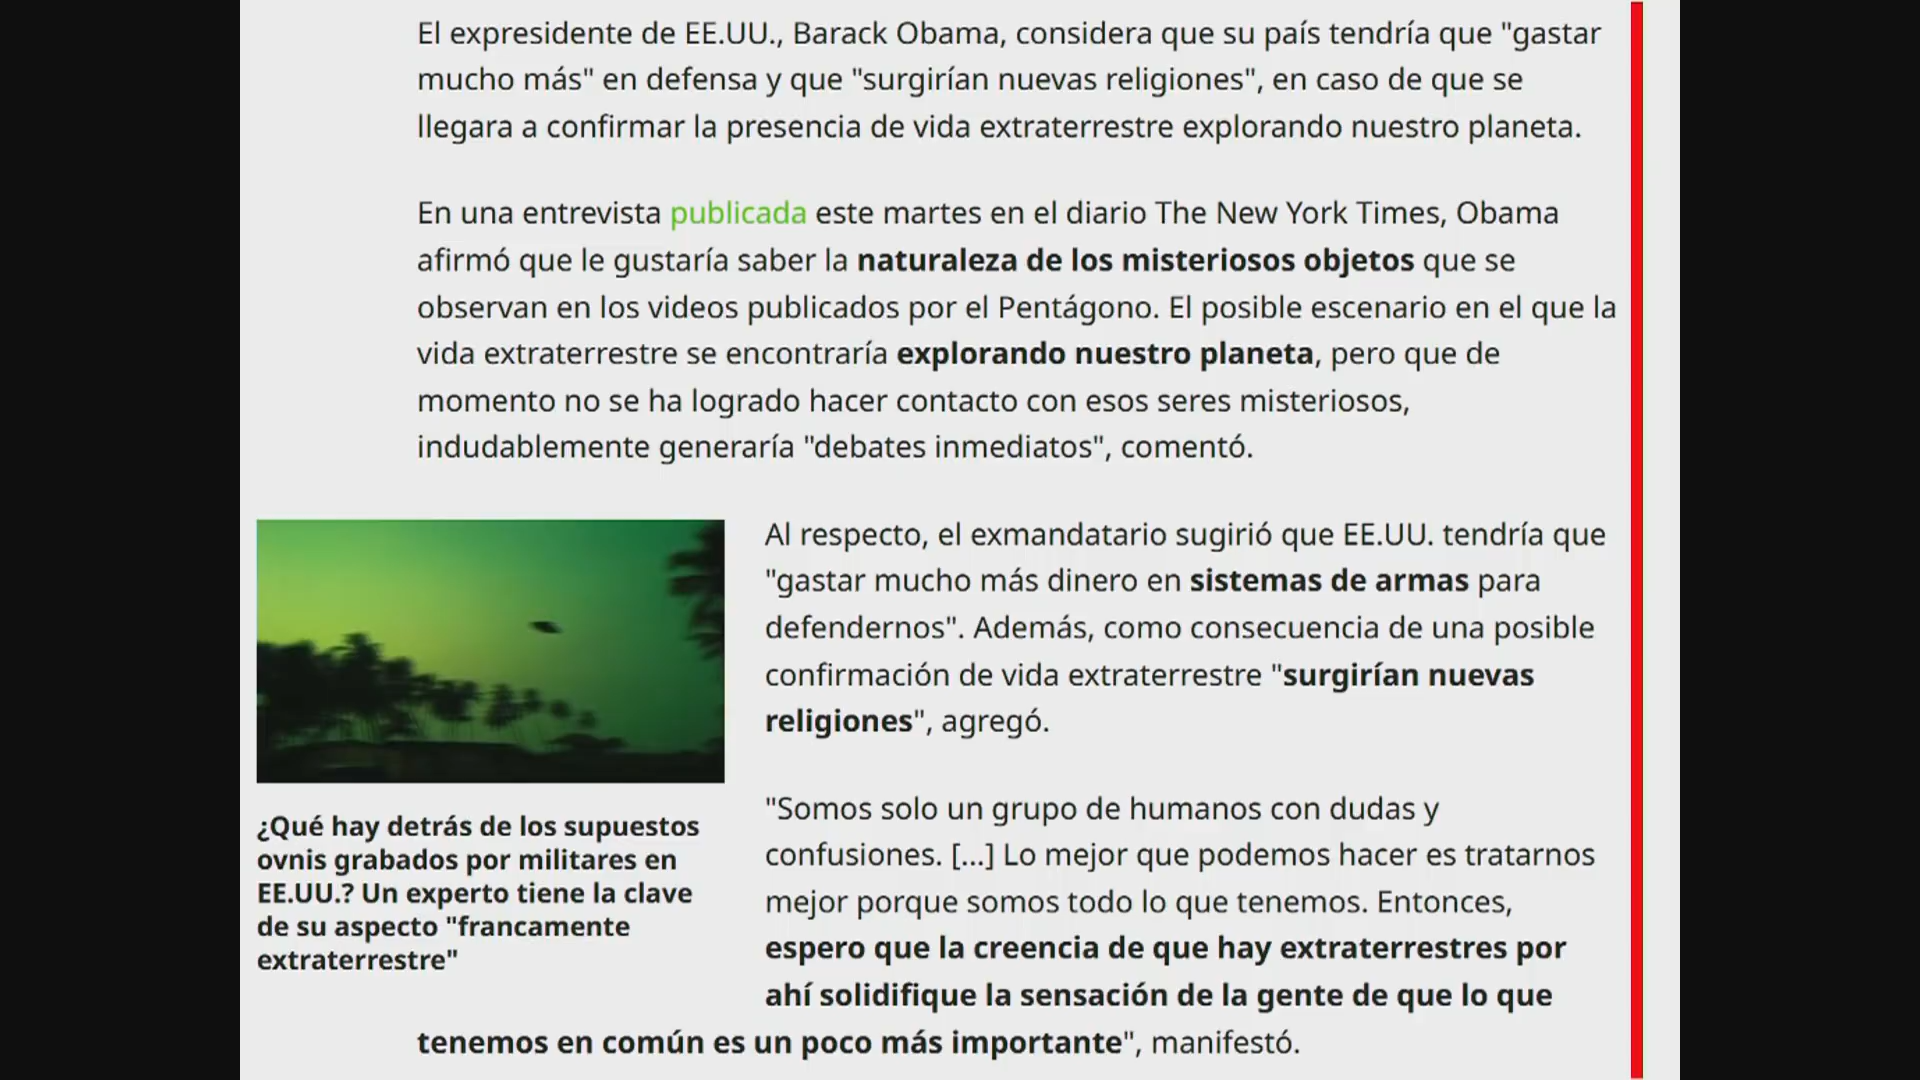 El expresidente de EE.UU., Barack Obama, considera que su país tendría que "gastar
mucho más" en defensa y que "surgirían nuevas religiones", en caso de que se
llegara a confirmar la presencia de vida extraterrestre explorando nuestro planeta.
En una entrevista publicada este martes en el diario The New York Times, Obama
afirmó que le gustaría saber la naturaleza de los misteriosos objetos que se
observan en los videos publicados por el Pentágono. El posible escenario en el que la
vida extraterrestre se encontraría explorando nuestro planeta, pero que de
momento no se ha logrado hacer contacto con esos seres misteriosos,
indudablemente generaría "debates inmediatos", comentó.
¿Qué hay detrás de los supuestos
ovnis grabados por militares en
EE.UU.? Un experto tiene la clave
de su aspecto "francamente
extraterrestre"
Al respecto, el exmandatario sugirió que EE.UU. tendría que
"gastar mucho más dinero en sistemas de armas para
defendernos". Además, como consecuencia de una posible
confirmación de vida extraterrestre "surgirían nuevas
religiones", agregó.
"Somos solo un grupo de humanos con dudas y
confusiones. [...] Lo mejor que podemos hacer es tratarnos
mejor porque somos todo lo que tenemos. Entonces,
espero que la creencia de que hay extraterrestres por
ahí solidifique la sensación de la gente de que lo que
tenemos en común es un poco más importante", manifestó.